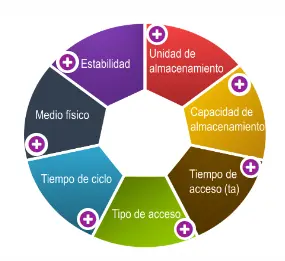 Unidad de
almacenamiento
Capacidad de
almacenamiento
Tiempo de
acceso (ta)
Tipo de acceso
Tiempo de ciclo
Medio físico
Estabilidad